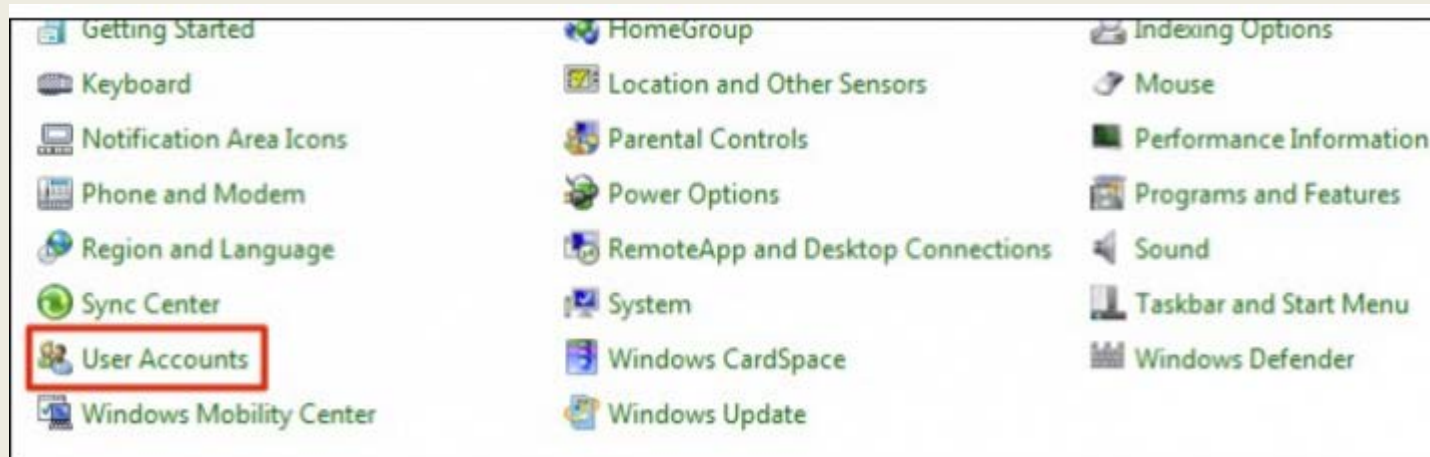 Getting Started HomeGroup Indexing Options
Keyboard Location and Other Sensors Mouse
Notification Area Icons Parental Controls Performance Information
Phone and Modem Power Options Programs and Features
Region and Language RemoteApp and Desktop Connections Sound
Sync Center System Taskbar and Start Menu
User Accounts Windows CardSpace Windows Defender
Windows Mobility Center Windows Update